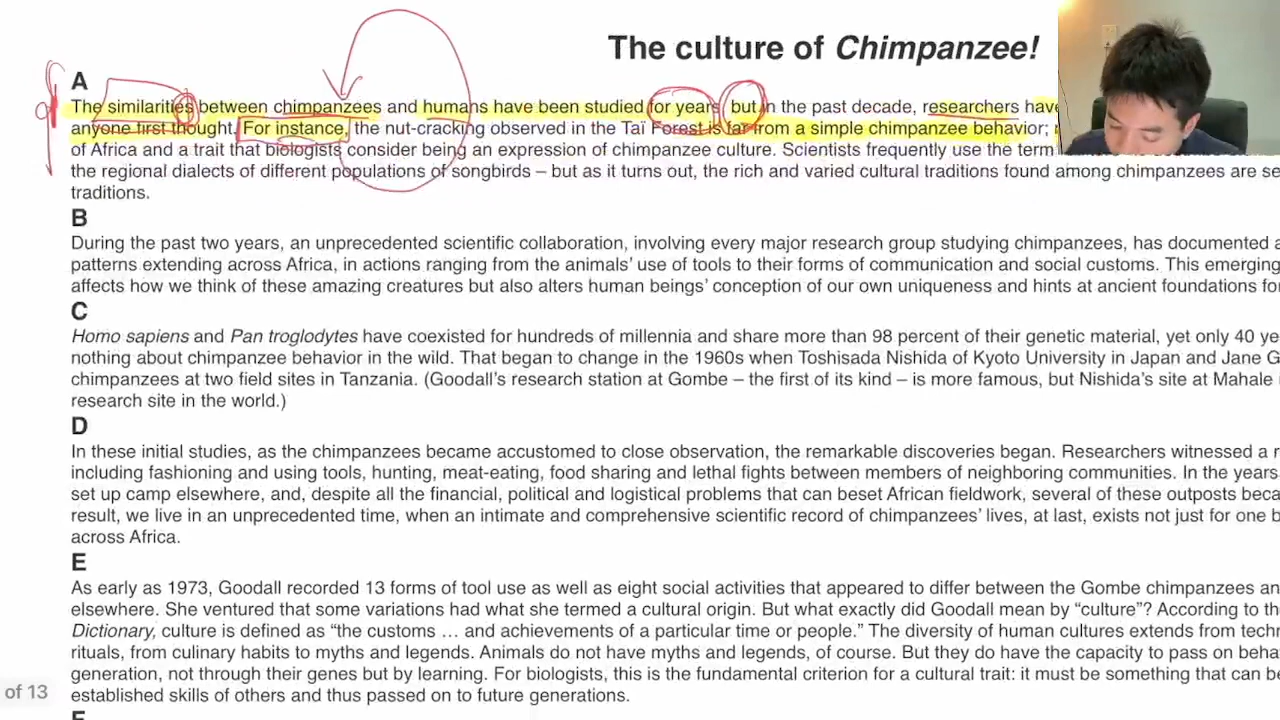 The culture of Chimpanzee!
A
The similarities between chimpanzees and humans have been studied for years, but in the past decade, researchers have
anyone first thought. For instance, the nut-cracking observed in the Taï Forest is far from a simple chimpanzee behavior;
of Africa and a trait that biologists consider being an expression of chimpanzee culture. Scientists frequently use the term
the regional dialects of different populations of songbirds – but as it turns out, the rich and varied cultural traditions found among chimpanzees are se
traditions.
B
During the past two years, an unprecedented scientific collaboration, involving every major research group studying chimpanzees, has documented a
patterns extending across Africa, in actions ranging from the animals' use of tools to their forms of communication and social customs. This emerging
affects how we think of these amazing creatures but also alters human beings' conception of our own uniqueness and hints at ancient foundations fo
C
Homo sapiens and Pan troglodytes have coexisted for hundreds of millennia and share more than 98 percent of their genetic material, yet only 40 ye
nothing about chimpanzee behavior in the wild. That began to change in the 1960s when Toshisada Nishida of Kyoto University in Japan and Jane G
chimpanzees at two field sites in Tanzania. (Goodall's research station at Gombe – the first of its kind – is more famous, but Nishida's site at Mahale
research site in the world.)
D
In these initial studies, as the chimpanzees became accustomed to close observation, the remarkable discoveries began. Researchers witnessed a r
including fashioning and using tools, hunting, meat-eating, food sharing and lethal fights between members of neighboring communities. In the years
set up camp elsewhere, and, despite all the financial, political and logistical problems that can beset African fieldwork, several of these outposts beca
result, we live in an unprecedented time, when an intimate and comprehensive scientific record of chimpanzees' lives, at last, exists not just for one b
across Africa.
E
As early as 1973, Goodall recorded 13 forms of tool use as well as eight social activities that appeared to differ between the Gombe chimpanzees an
elsewhere. She ventured that some variations had what she termed a cultural origin. But what exactly did Goodall mean by “culture”? According to the
Dictionary, culture is defined as “the customs … and achievements of a particular time or people.” The diversity of human cultures extends from techn
rituals, from culinary habits to myths and legends. Animals do not have myths and legends, of course. But they do have the capacity to pass on beha
generation, not through their genes but by learning. For biologists, this is the fundamental criterion for a cultural trait: it must be something that can be
of 13
established skills of others and thus passed on to future generations.